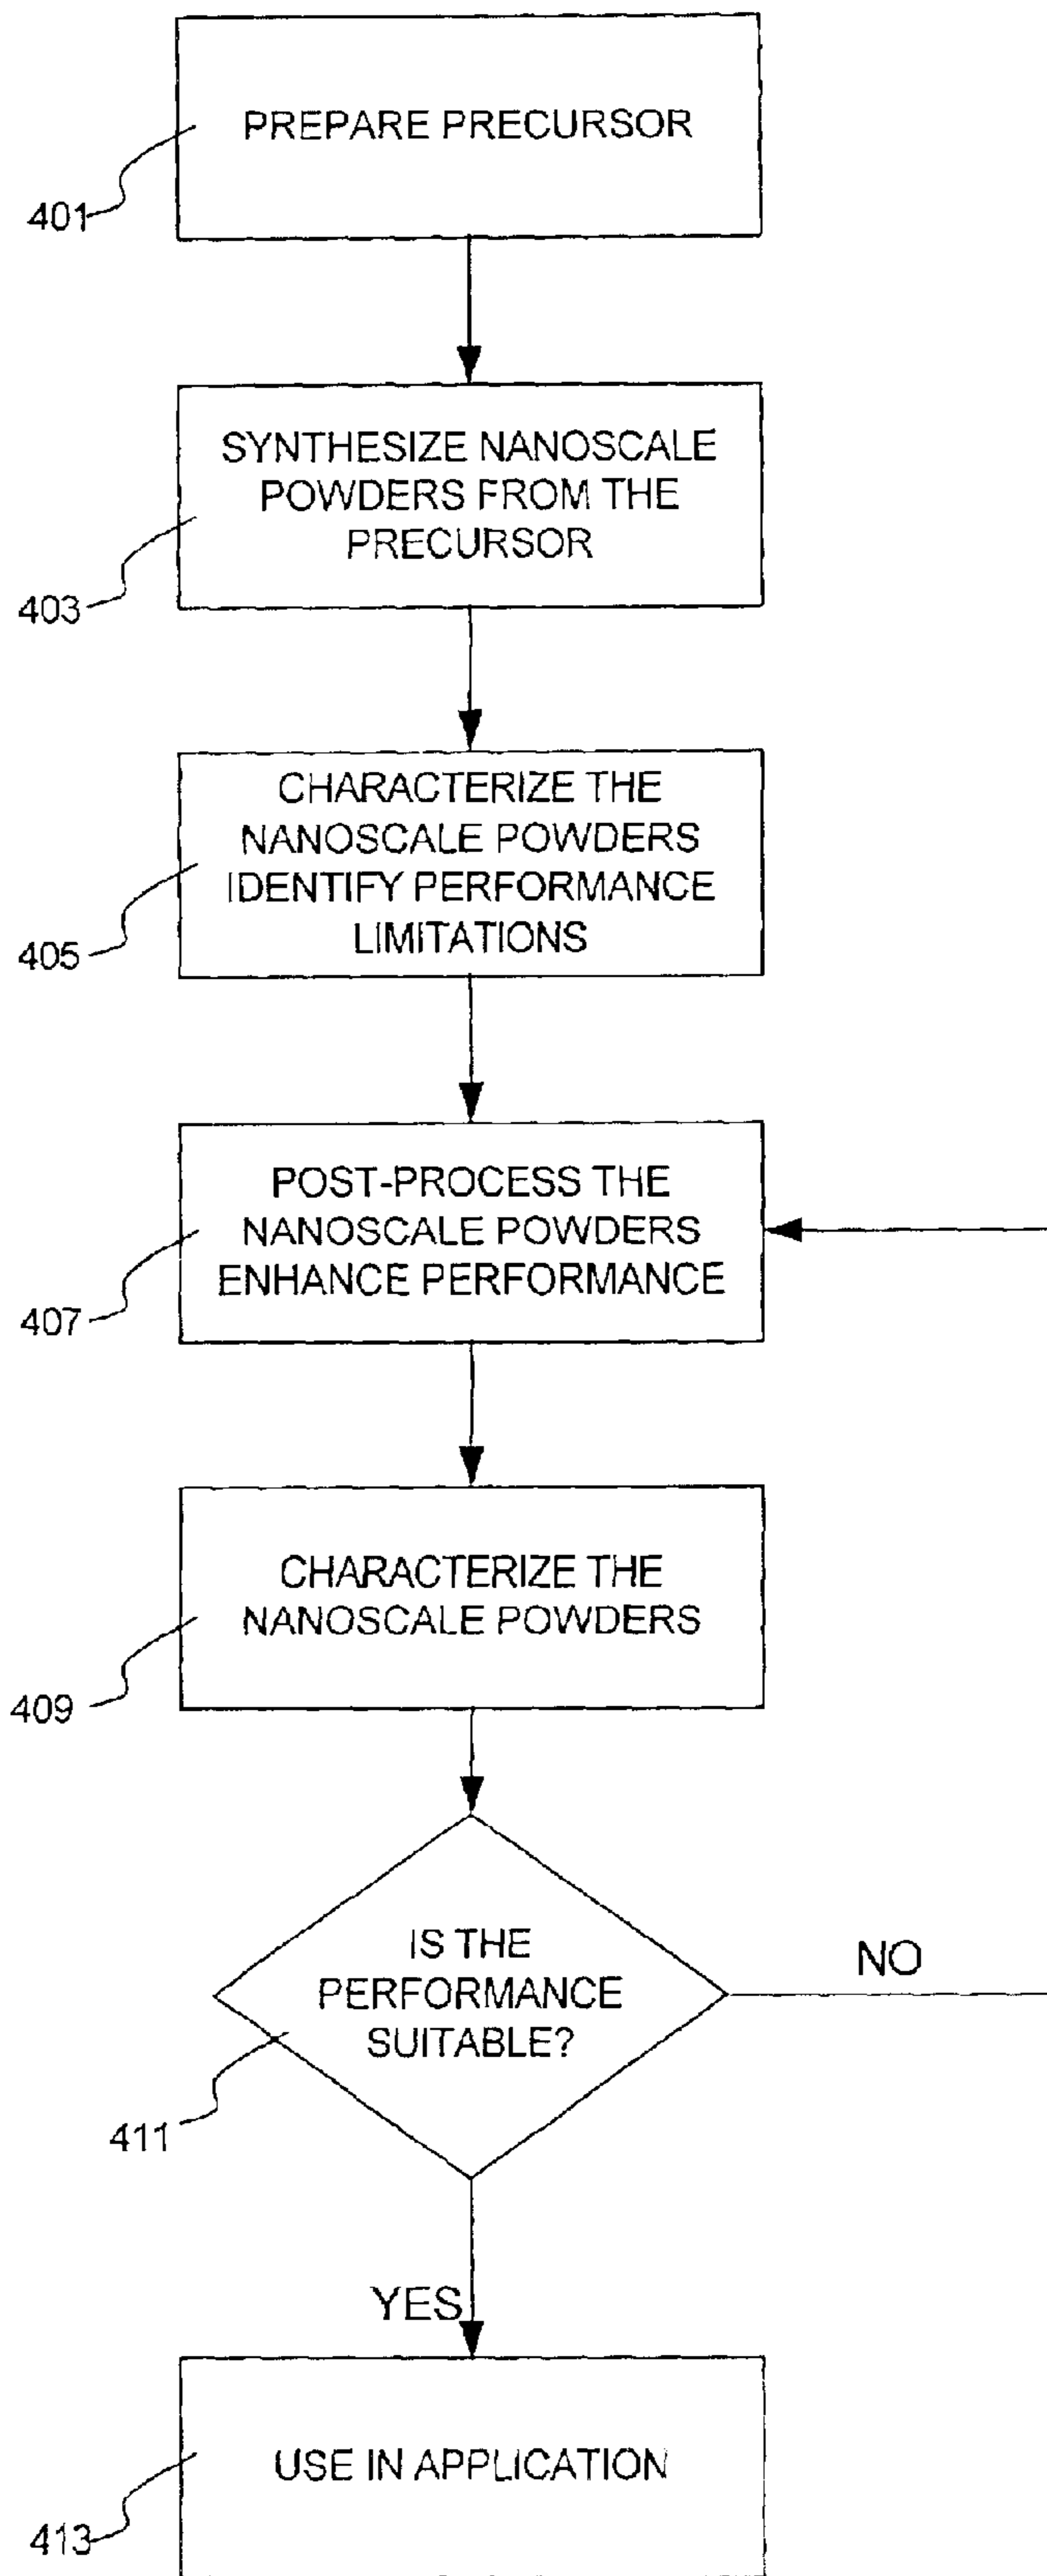 PREPARE PRECURSOR
401
SYNTHESIZE NANOSCALE
POWDERS FROM THE
PRECURSOR
403
CHARACTERIZE THE
NANOSCALE POWDERS
IDENTIFY PERFORMANCE
LIMITATIONS
405
POST-PROCESS THE
NANOSCALE POWDERS
ENHANCE PERFORMANCE
407
CHARACTERIZE THE
NANOSCALE POWDERS
409
IS THE
PERFORMANCE
SUITABLE?
NO
411
YES
USE IN APPLICATION
413